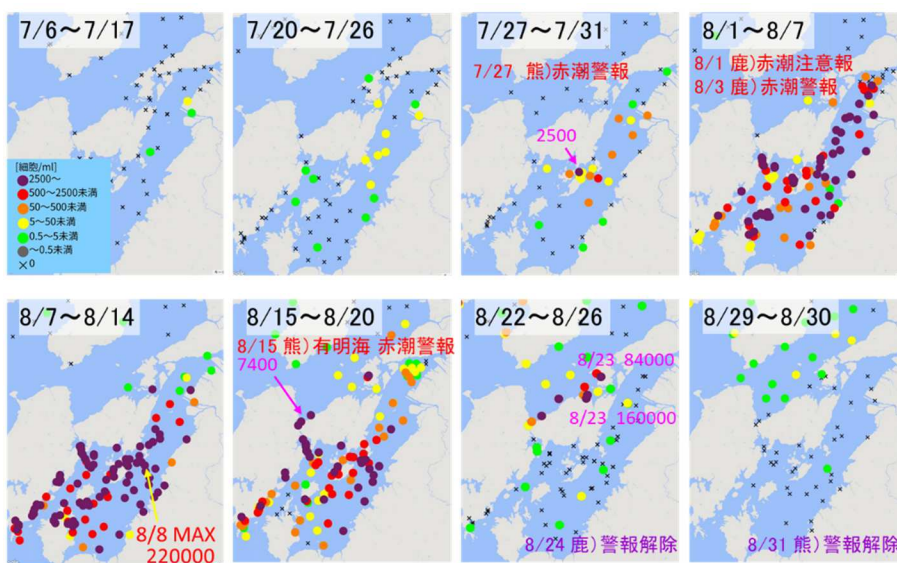 7/6～7/17
[細胞/ml]
2500～
500～2500未満
50～500未満
5～50未満
0.5～5未満
～0.5未満
0
7/20～7/26
7/27～7/31
7/27 熊)赤潮警報
2500
8/1～8/7
8/1 鹿)赤潮注意報
8/3 鹿)赤潮警報
8/7～8/14
8/8 MAX
220000
8/15～8/20
8/15 熊)有明海 赤潮警報
7400
8/22～8/26
8/23 84000
8/23 160000
8/24 鹿)警報解除
8/29～8/30
8/31 熊)警報解除